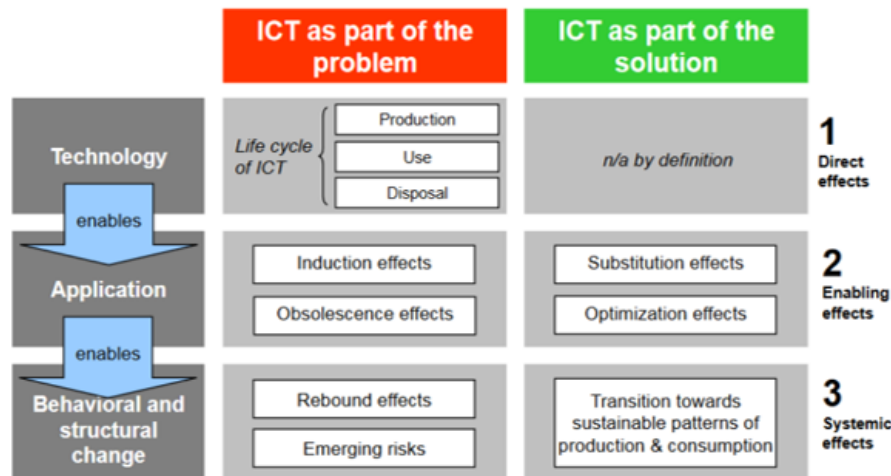 ICT as part of the
problem
ICT as part of the
solution
Technology
Life cycle
of ICT
Production
Use
Disposal
n/a by definition
1
Direct
effects
enables
Application
Induction effects
Obsolescence effects
Substitution effects
Optimization effects
2
Enabling
effects
enables
Behavioral and
structural
change
Rebound effects
Emerging risks
Transition towards
sustainable patterns of
production & consumption
3
Systemic
effects